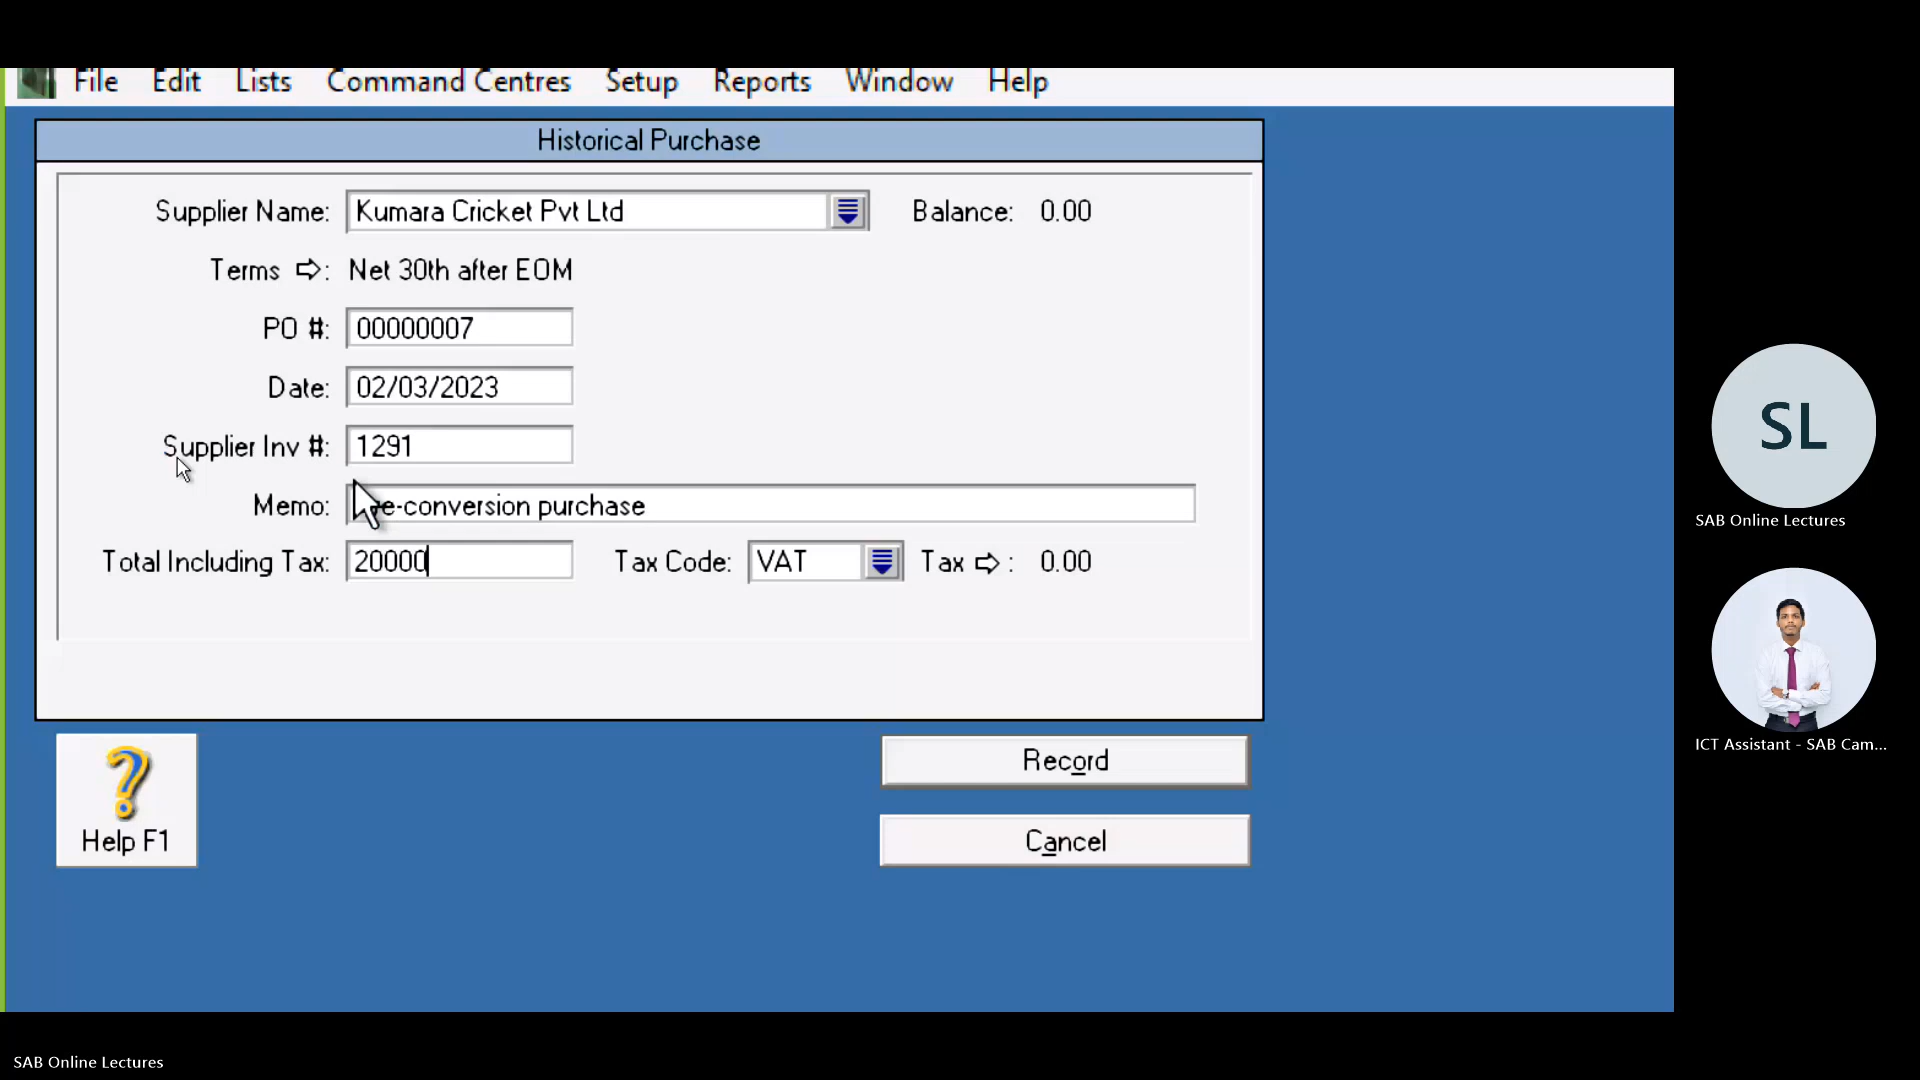 File Edit Lists Command Centres Setup Reports Window Help
Historical Purchase
Supplier Name: Kumara Cricket Pvt Ltd Balance: 0.00
Terms ⇨: Net 30th after EOM
PO #: 00000007
Date: 02/03/2023
Supplier Inv #: 1291
Memo: e-conversion purchase
Total Including Tax: 20000 Tax Code: VAT Tax ⇨: 0.00
Record
Cancel
Help F1
SL
SAB Online Lectures
ICT Assistant - SAB Cam...
SAB Online Lectures